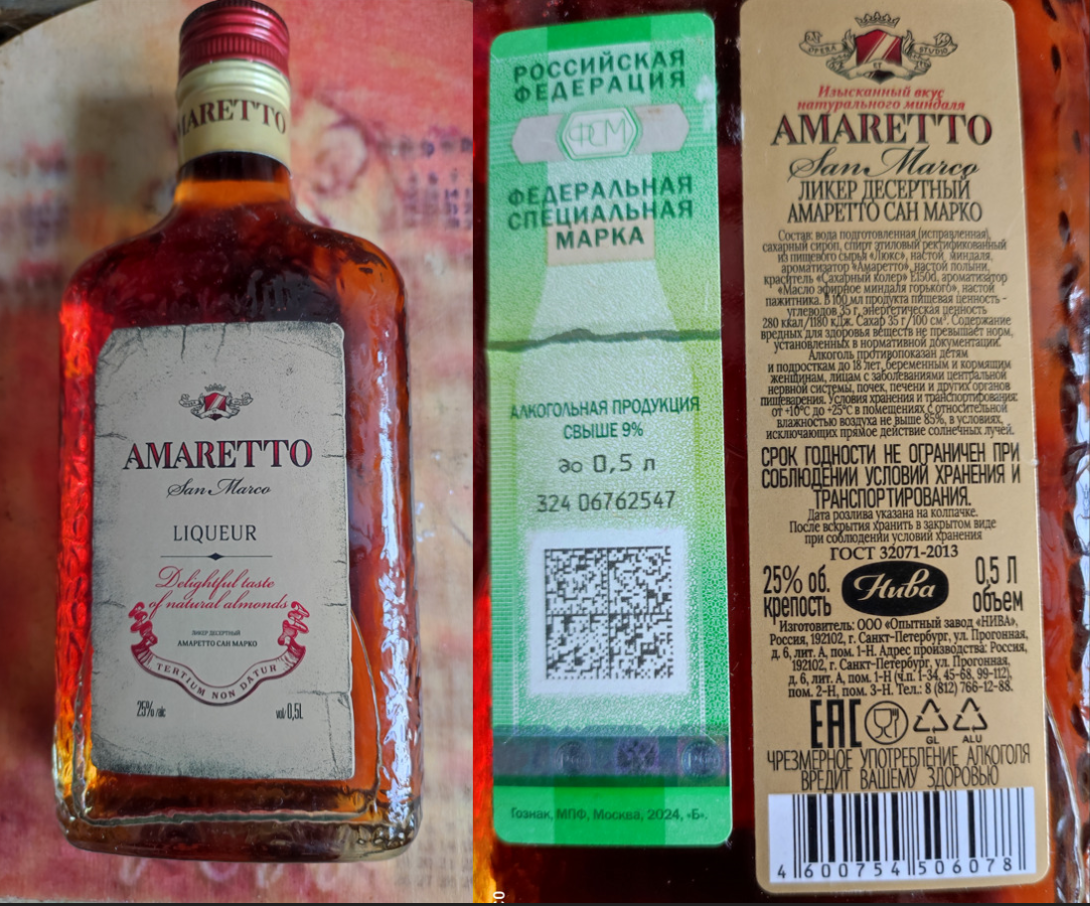 AMARETTO
AMARETTO
San Marco
LIQUEUR
Delightful taste
of natural almonds
ЛИКЕР ДЕСЕРТНЫЙ
АМАРЕТТО САН МАРКО
TERTIUM NON DATUR
25% alc
vol 0,5L
РОССИЙСКАЯ
ФЕДЕРАЦИЯ
ФСМ
ФЕДЕРАЛЬНАЯ
СПЕЦИАЛЬНАЯ
МАРКА
АЛКОГОЛЬНАЯ ПРОДУКЦИЯ
СВЫШЕ 9%
до 0,5 л
324 06762547
Гознак, МПФ, Москва, 2024, «Б».
Изысканный вкус
натурального миндаля
AMARETTO
San Marco
ЛИКЕР ДЕСЕРТНЫЙ
АМАРЕТТО САН МАРКО
Состав: вода подготовленная (исправленная),
сахарный сироп, спирт этиловый ректификованный
из пищевого сырья «Люкс», настой миндаля,
ароматизатор «Амаретто», настой полыни,
краситель «Сахарный колер» E150d, ароматизатор
«Масло эфирное миндаля горького», настой
пажитника. В 100 мл продукта пищевая ценность -
углеводов 35 г, энергетическая ценность
280 ккал/1180 кДж. Сахар 35 г/100 см³. Содержание
вредных для здоровья веществ не превышает норм,
установленных в нормативной документации.
Алкоголь противопоказан детям
и подросткам до 18 лет, беременным и кормящим
женщинам, лицам с заболеваниями центральной
нервной системы, почек, печени и других органов
пищеварения. Условия хранения и транспортирования:
от +10°C до +25°C в помещениях с относительной
влажностью воздуха не выше 85%, в условиях,
исключающих прямое действие солнечных лучей.
СРОК ГОДНОСТИ НЕ ОГРАНИЧЕН ПРИ
СОБЛЮДЕНИИ УСЛОВИЙ ХРАНЕНИЯ И
ТРАНСПОРТИРОВАНИЯ.
Дата розлива указана на колпачке.
После вскрытия хранить в закрытом виде
при соблюдении условий хранения
ГОСТ 32071-2013
25% об.
крепость
Нива
0,5 Л
объем
Изготовитель: ООО «Опытный завод «НИВА»,
Россия, 192102, г. Санкт-Петербург, ул. Прогонная,
д. 6, лит. А, пом. 1-Н. Адрес производства: Россия,
192102, г. Санкт-Петербург, ул. Прогонная,
д. 6, лит. А, пом. 1-Н (ч.п. 1-34, 45-68, 99-112),
пом. 2-Н, пом. 3-Н. Тел.: 8 (812) 766-12-88.
EAC
GL ALU
ЧРЕЗМЕРНОЕ УПОТРЕБЛЕНИЕ АЛКОГОЛЯ
ВРЕДИТ ВАШЕМУ ЗДОРОВЬЮ
4 600754 506078